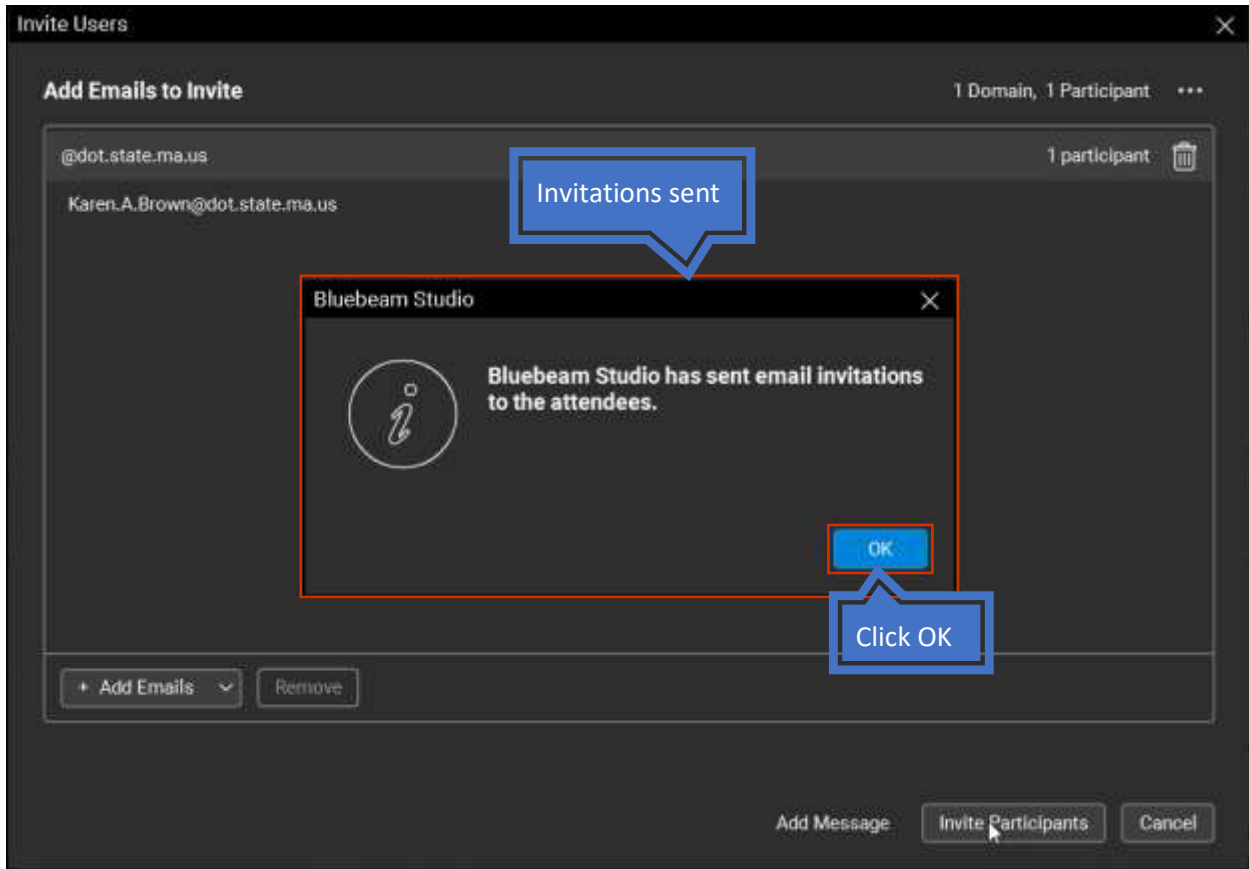 Invite Users
Add Emails to Invite
1 Domain, 1 Participant
@dot.state.ma.us
1 participant
Karen.A.Brown@dot.state.ma.us
Invitations sent
Bluebeam Studio
Bluebeam Studio has sent email invitations
to the attendees.
OK
Click OK
+ Add Emails
Remove
Add Message
Invite Participants
Cancel